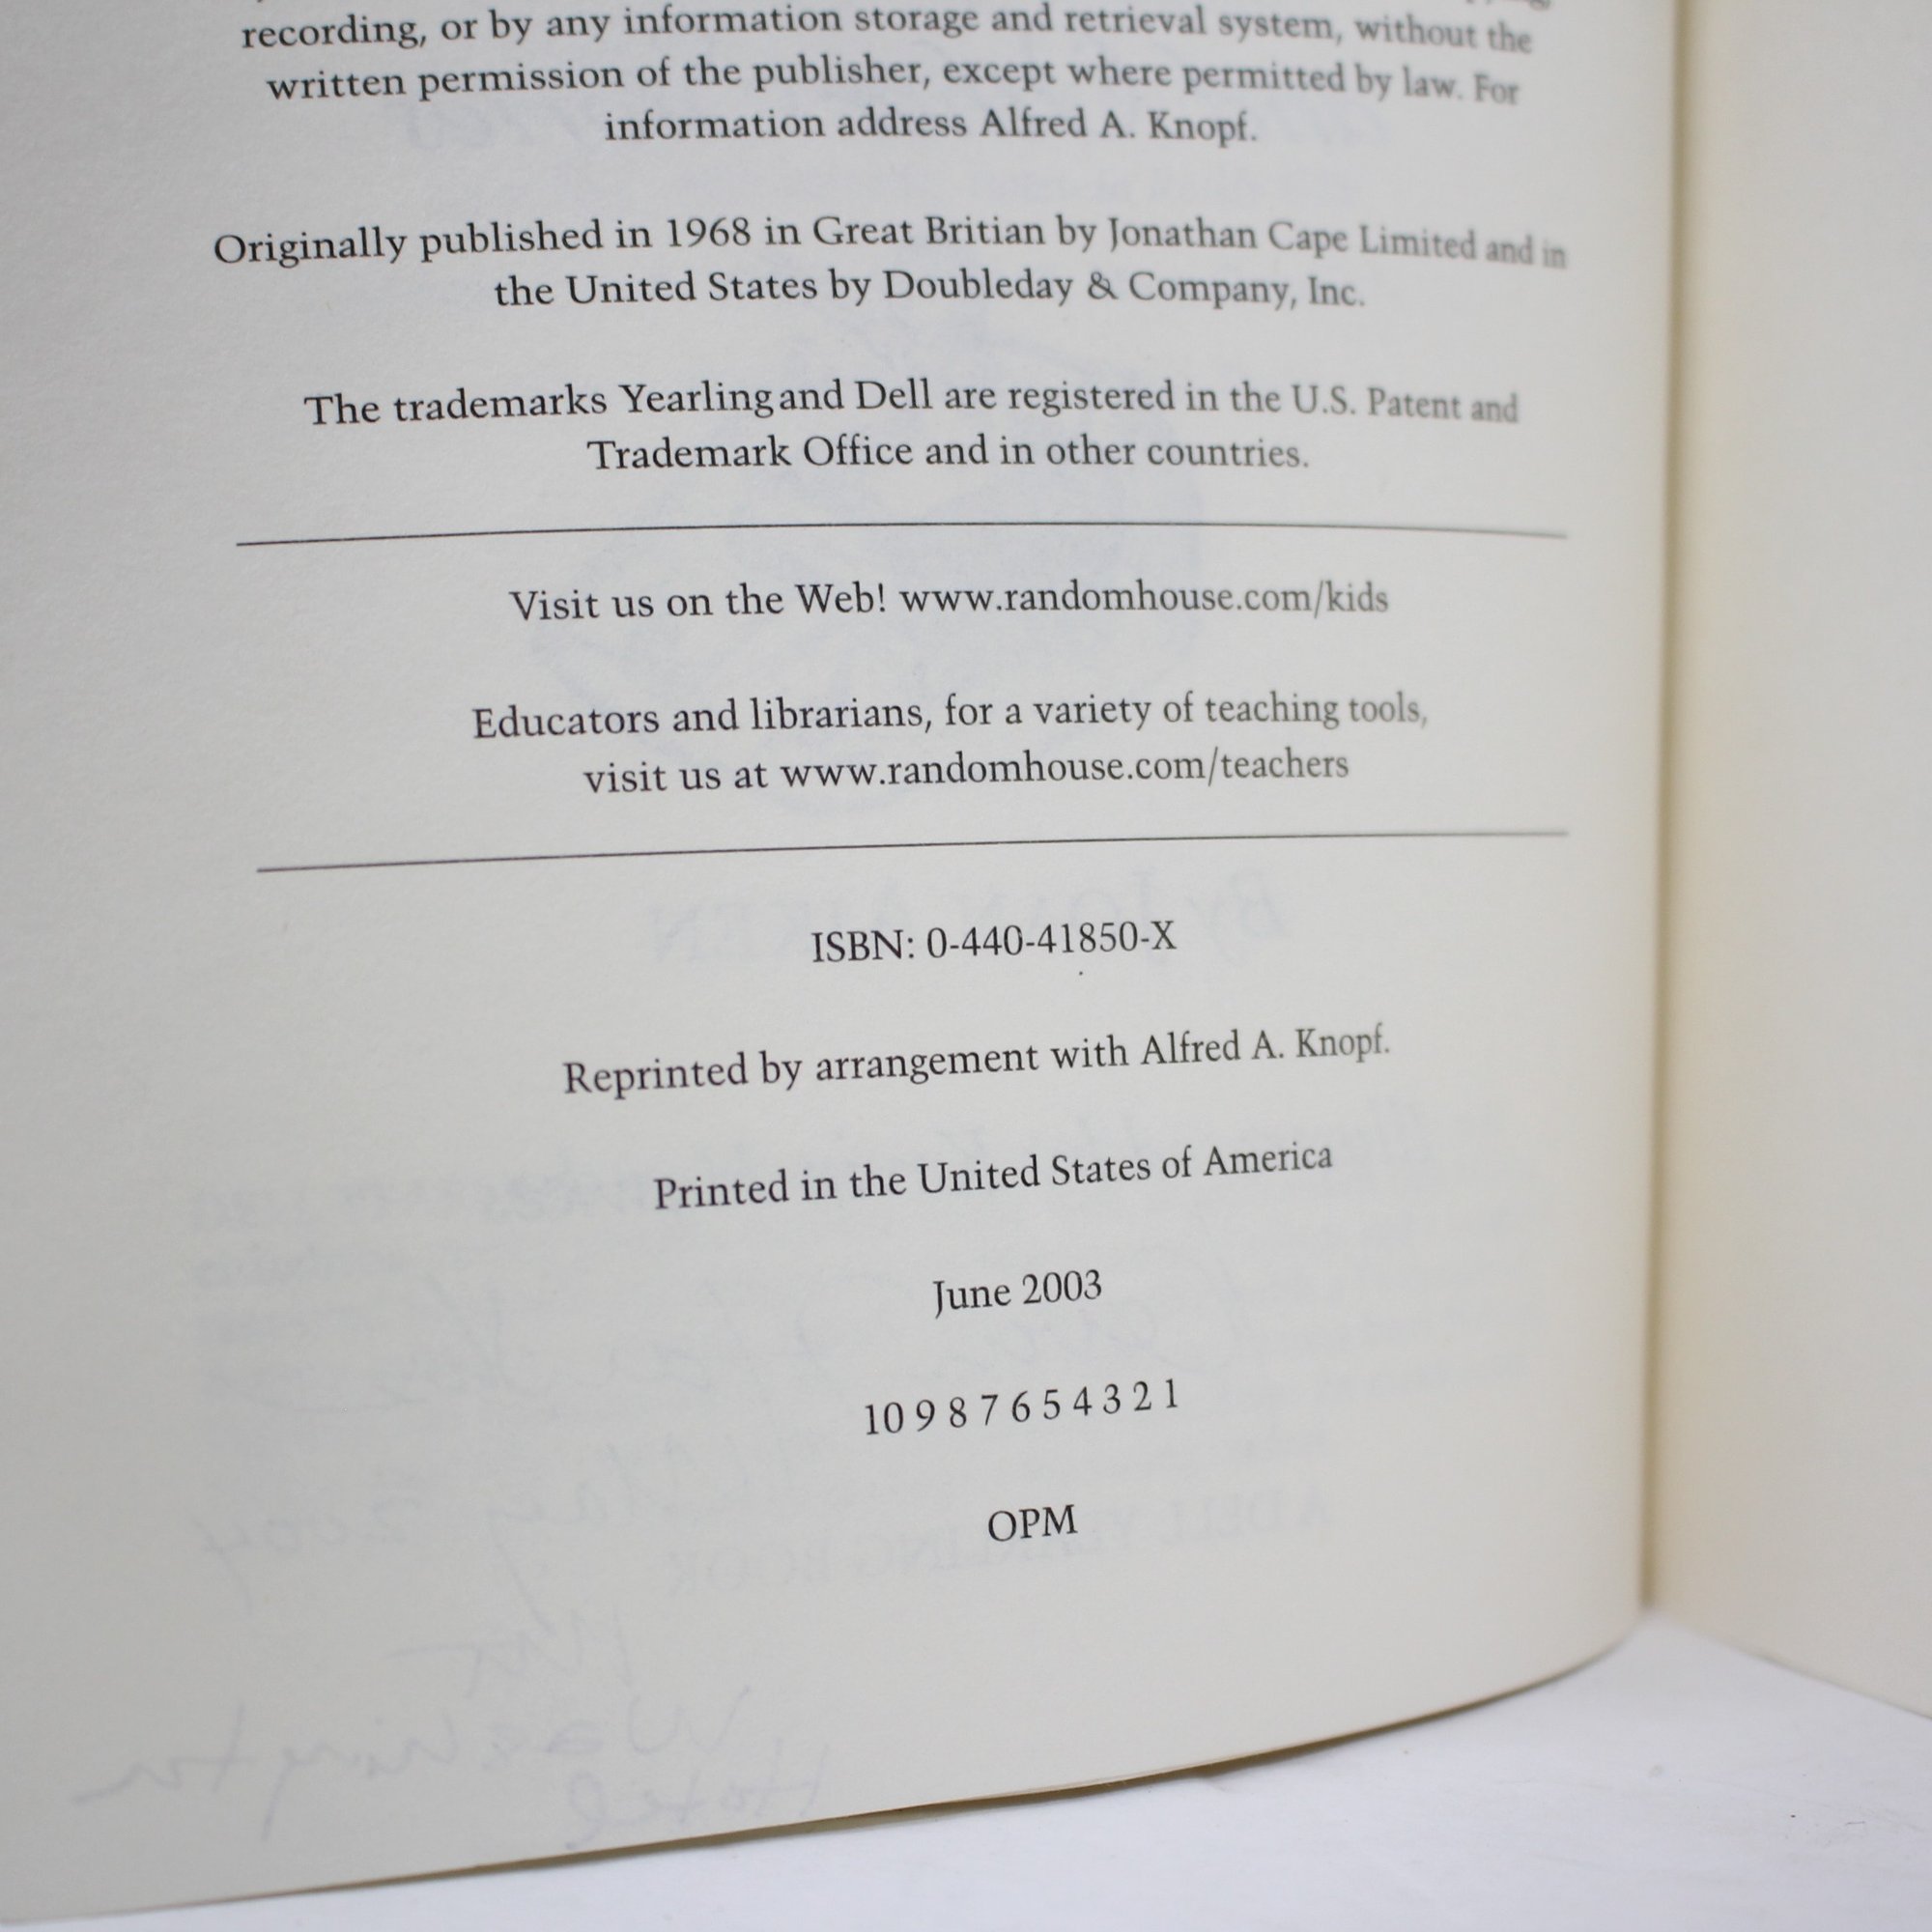 recording, or by any information storage and retrieval system, without the
written permission of the publisher, except where permitted by law. For
information address Alfred A. Knopf.
Originally published in 1968 in Great Britian by Jonathan Cape Limited and in
the United States by Doubleday & Company, Inc.
The trademarks Yearling and Dell are registered in the U.S. Patent and
Trademark Office and in other countries.
Visit us on the Web! www.randomhouse.com/kids
Educators and librarians, for a variety of teaching tools,
visit us at www.randomhouse.com/teachers
ISBN: 0-440-41850-X
Reprinted by arrangement with Alfred A. Knopf.
Printed in the United States of America
June 2003
10 9 8 7 6 5 4 3 2 1
OPM